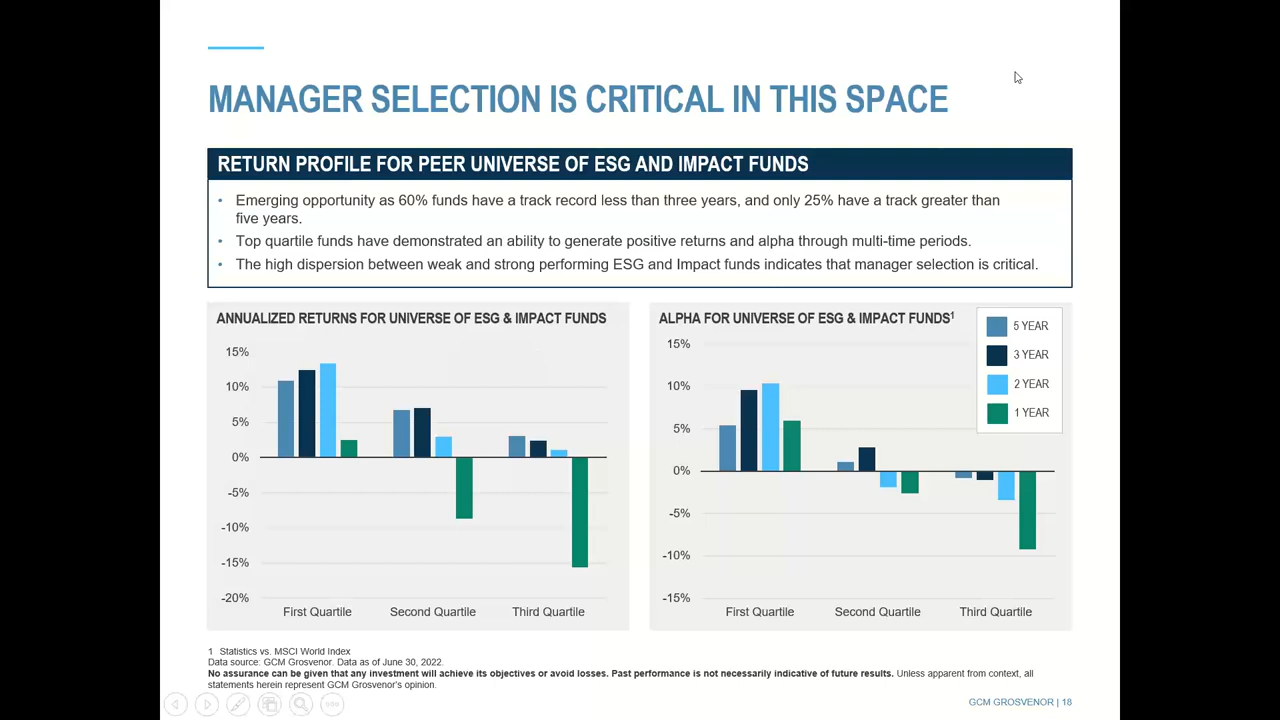 MANAGER SELECTION IS CRITICAL IN THIS SPACE
RETURN PROFILE FOR PEER UNIVERSE OF ESG AND IMPACT FUNDS
• Emerging opportunity as 60% funds have a track record less than three years, and only 25% have a track greater than
five years.
• Top quartile funds have demonstrated an ability to generate positive returns and alpha through multi-time periods.
• The high dispersion between weak and strong performing ESG and Impact funds indicates that manager selection is critical.
ANNUALIZED RETURNS FOR UNIVERSE OF ESG & IMPACT FUNDS
15%
10%
5%
0%
-5%
-10%
-15%
-20%
First Quartile
Second Quartile
Third Quartile
ALPHA FOR UNIVERSE OF ESG & IMPACT FUNDS¹
5 YEAR
3 YEAR
2 YEAR
1 YEAR
15%
10%
5%
0%
-5%
-10%
-15%
First Quartile
Second Quartile
Third Quartile
1 Statistics vs. MSCI World Index
Data source: GCM Grosvenor. Data as of June 30, 2022.
No assurance can be given that any investment will achieve its objectives or avoid losses. Past performance is not necessarily indicative of future results. Unless apparent from context, all
statements herein represent GCM Grosvenor's opinion.
GCM GROSVENOR | 18